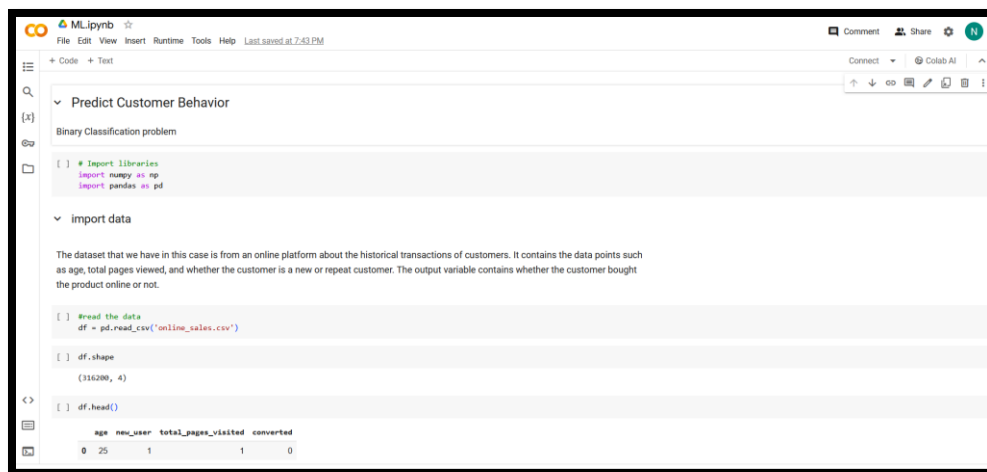 ML.ipynb
File Edit View Insert Runtime Tools Help Last saved at 7:43 PM
Comment Share N
+ Code + Text
Connect Colab AI
{x}
Predict Customer Behavior
Binary Classification problem
[ ] # Import libraries
import numpy as np
import pandas as pd
import data
The dataset that we have in this case is from an online platform about the historical transactions of customers. It contains the data points such
as age, total pages viewed, and whether the customer is a new or repeat customer. The output variable contains whether the customer bought
the product online or not.
[ ] #read the data
df = pd.read_csv('online_sales.csv')
[ ] df.shape
(316200, 4)
[ ] df.head()
age new_user total_pages_visited converted
0 25 1 1 0